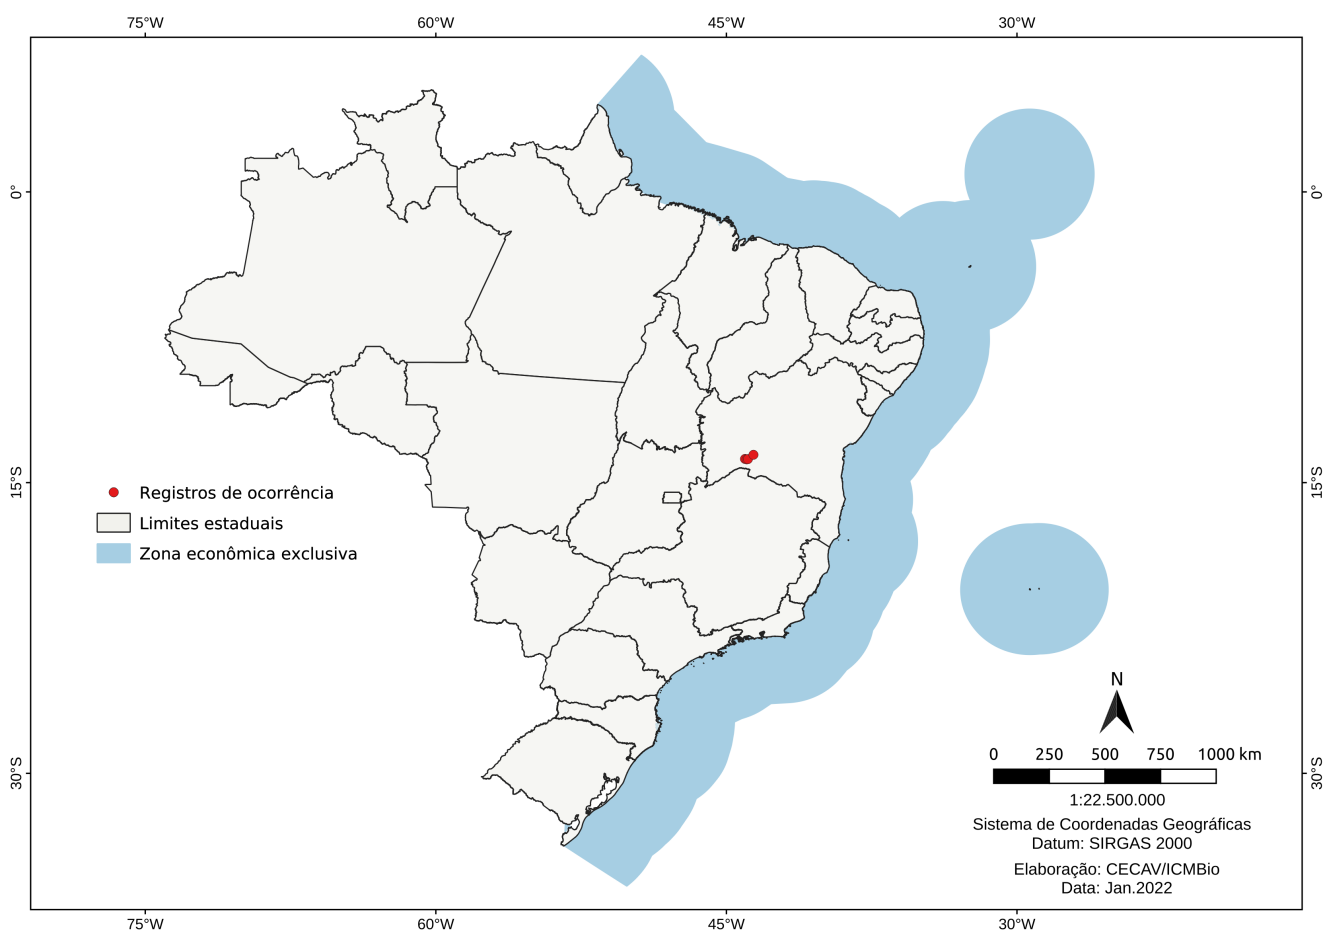 75°W 60°W 45°W 30°W
0° 0°
15°S 15°S
30°S 30°S
Registros de ocorrência
Limites estaduais
Zona econômica exclusiva
N
0 250 500 750 1000 km
1:22.500.000
Sistema de Coordenadas Geográficas
Datum: SIRGAS 2000
Elaboração: CECAV/ICMBio
Data: Jan.2022
75°W 60°W 45°W 30°W